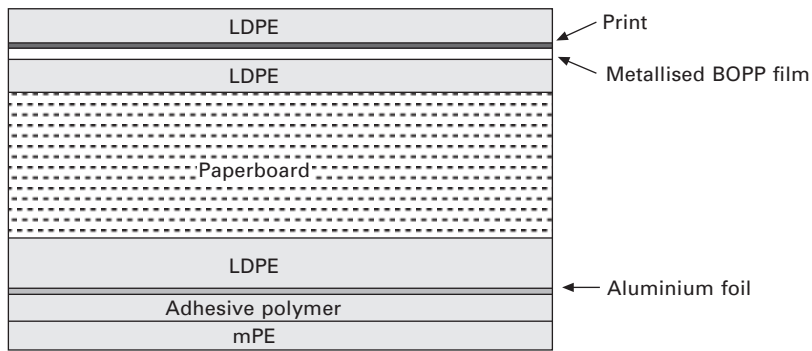 LDPE
Print
LDPE
Metallised BOPP film
Paperboard
LDPE
Aluminium foil
Adhesive polymer
mPE